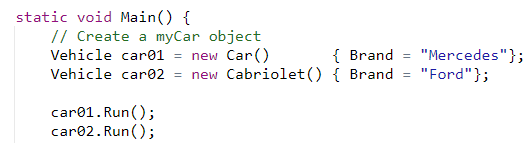 static void Main() {
    // Create a myCar object
    Vehicle car01 = new Car()       { Brand = "Mercedes"};
    Vehicle car02 = new Cabriolet() { Brand = "Ford"};

    car01.Run();
    car02.Run();